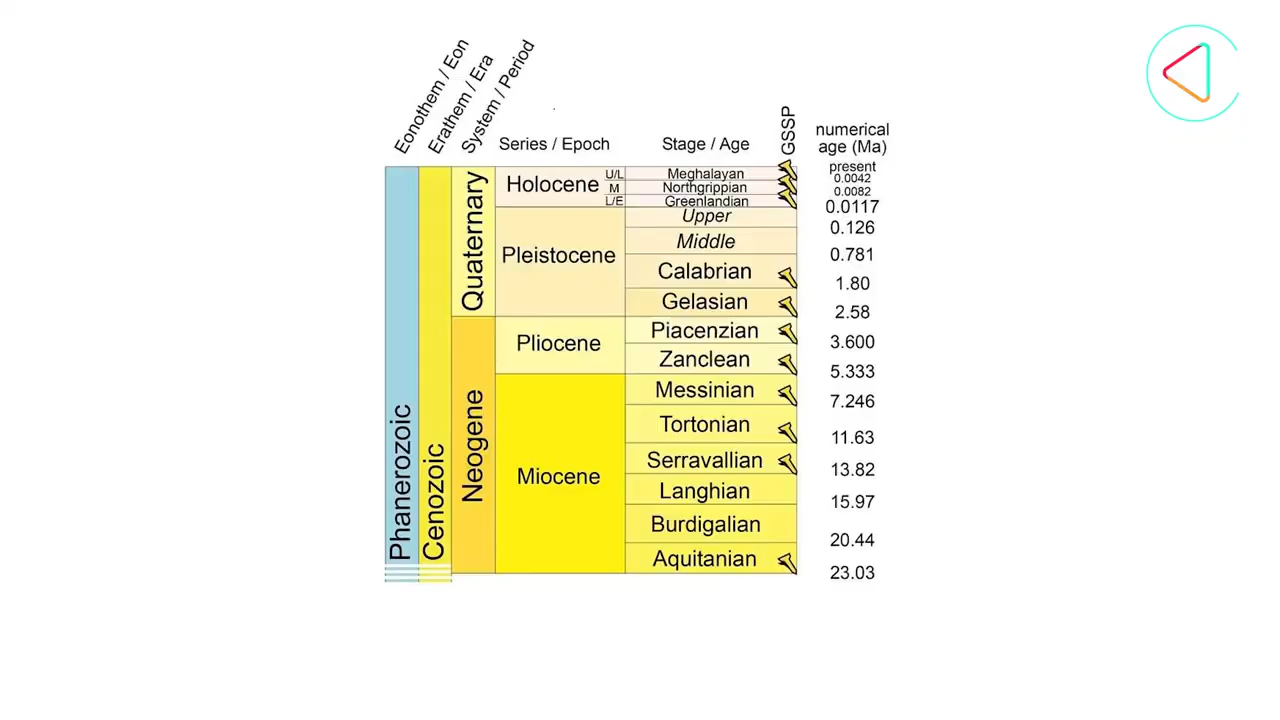 Eonothem / Eon
Erathem / Era
System / Period
Series / Epoch
Stage / Age
GSSP
numerical
age (Ma)
Phanerozoic
Cenozoic
Quaternary
Neogene
Holocene
U/L
M
L/E
Pleistocene
Pliocene
Miocene
Meghalayan
Northgrippian
Greenlandian
Upper
Middle
Calabrian
Gelasian
Piacenzian
Zanclean
Messinian
Tortonian
Serravallian
Langhian
Burdigalian
Aquitanian
present
0.0042
0.0082
0.0117
0.126
0.781
1.80
2.58
3.600
5.333
7.246
11.63
13.82
15.97
20.44
23.03